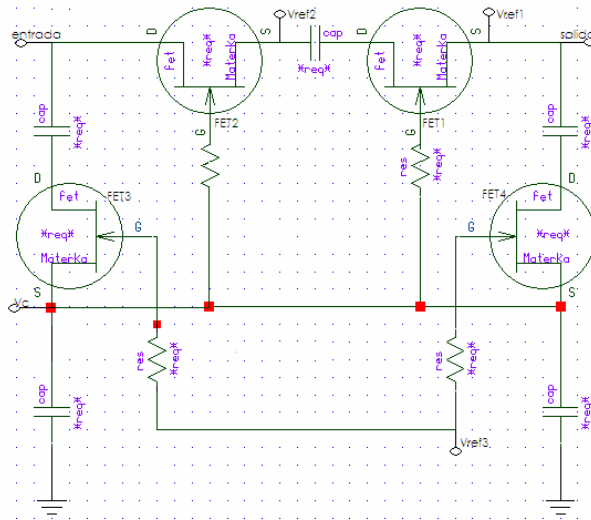 D
S
Vref2
cap
D
S
Vref1
entracia
salida
fet
*req*
Materka
*req*
fet
*req*
Materka
cap
*req*
G
FET2
G
FET1
cap
*req*
res
*req*
D
FET3
fet
*req*
G
Materka
S
FET4
D
fet
G
*req*
Materka
S
Vc
res
*req*
res
*req*
cap
*req*
cap
*req*
Vref3